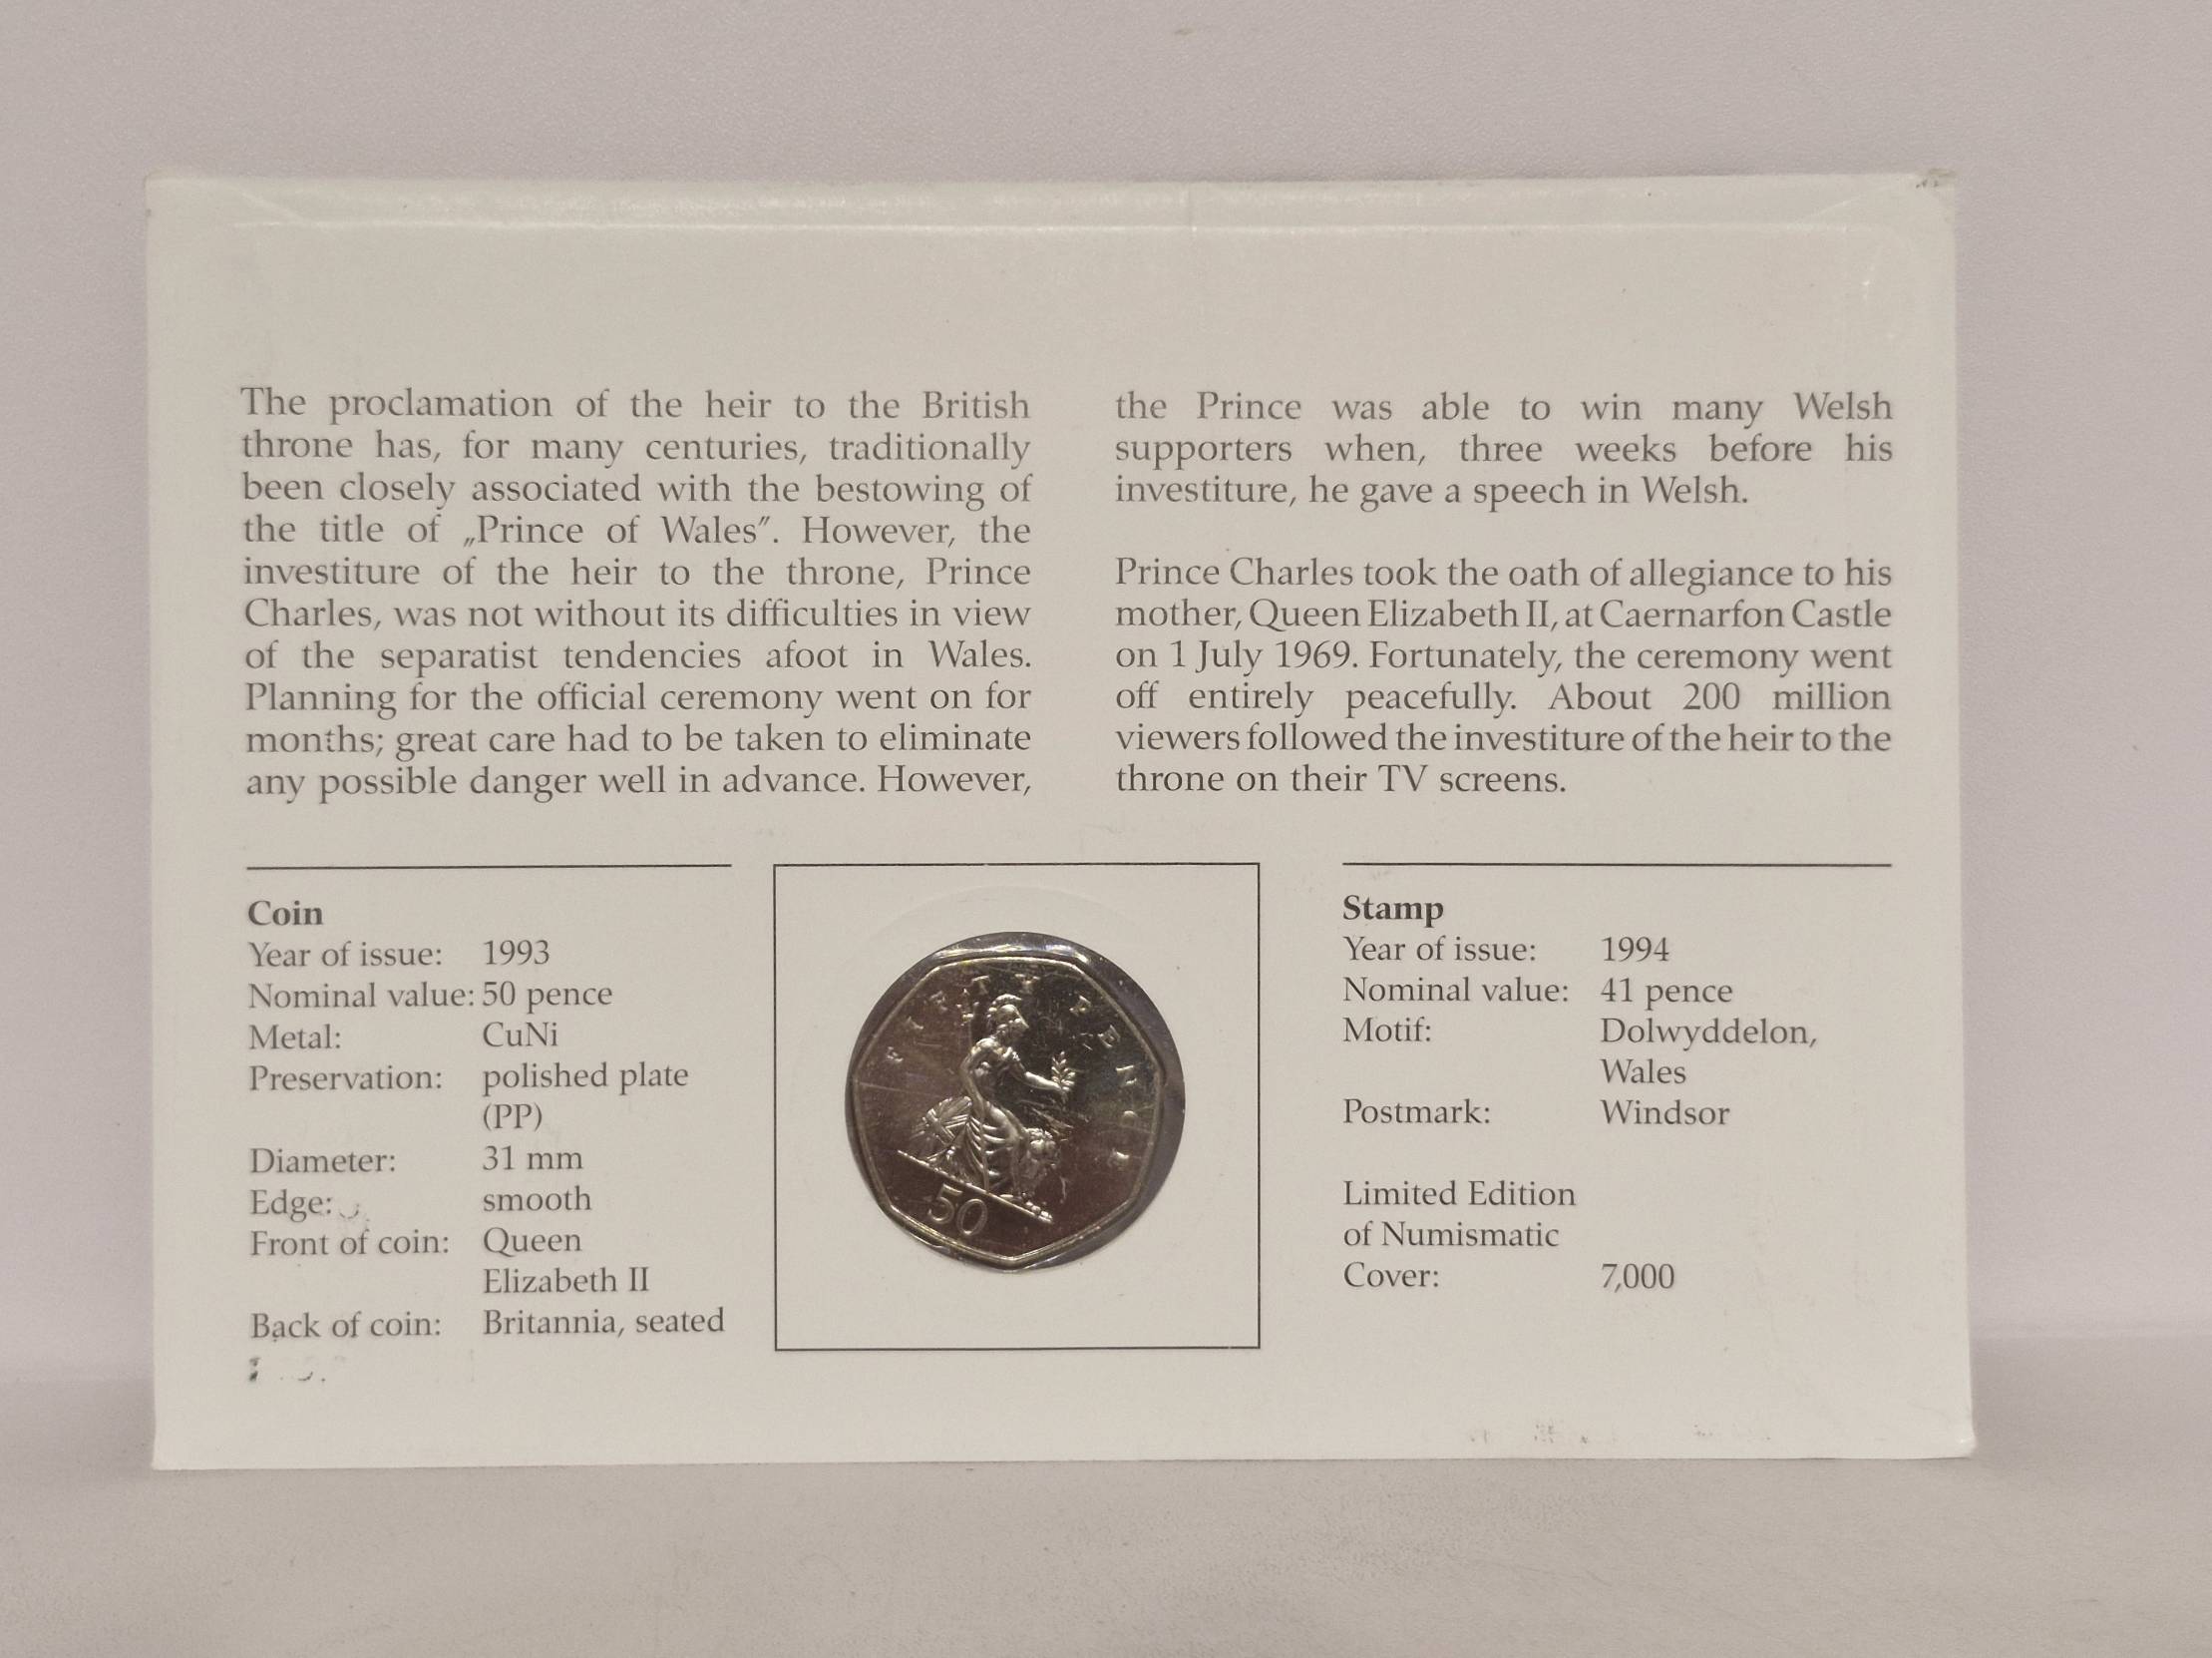 The proclamation of the heir to the British
throne has, for many centuries, traditionally
been closely associated with the bestowing of
the title of „Prince of Wales". However, the
investiture of the heir to the throne, Prince
Charles, was not without its difficulties in view
of the separatist tendencies afoot in Wales.
Planning for the official ceremony went on for
months; great care had to be taken to eliminate
any possible danger well in advance. However,
the Prince was able to win many Welsh
supporters when, three weeks before his
investiture, he gave a speech in Welsh.
Prince Charles took the oath of allegiance to his
mother, Queen Elizabeth II, at Caernarfon Castle
on 1 July 1969. Fortunately, the ceremony went
off entirely peacefully. About 200 million
viewers followed the investiture of the heir to the
throne on their TV screens.
Coin
Year of issue: 1993
Nominal value: 50 pence
Metal: CuNi
Preservation: polished plate
(PP)
Diameter: 31 mm
Edge: smooth
Front of coin: Queen
Elizabeth II
Back of coin: Britannia, seated
FIFTY PENCE
50
Stamp
Year of issue: 1994
Nominal value: 41 pence
Motif: Dolwyddelon,
Wales
Postmark: Windsor
Limited Edition
of Numismatic
Cover: 7,000